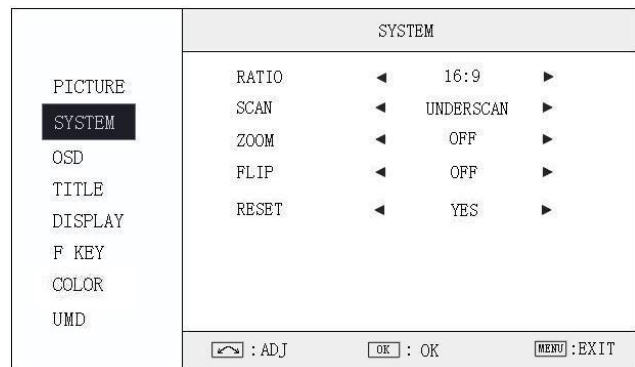 SYSTEM
PICTURE
SYSTEM
OSD
TITLE
DISPLAY
F KEY
COLOR
UMD
RATIO ◄ 16:9 ►
SCAN ◄ UNDERSCAN ►
ZOOM ◄ OFF ►
FLIP ◄ OFF ►
RESET ◄ YES ►
: ADJ OK : OK MENU :EXIT